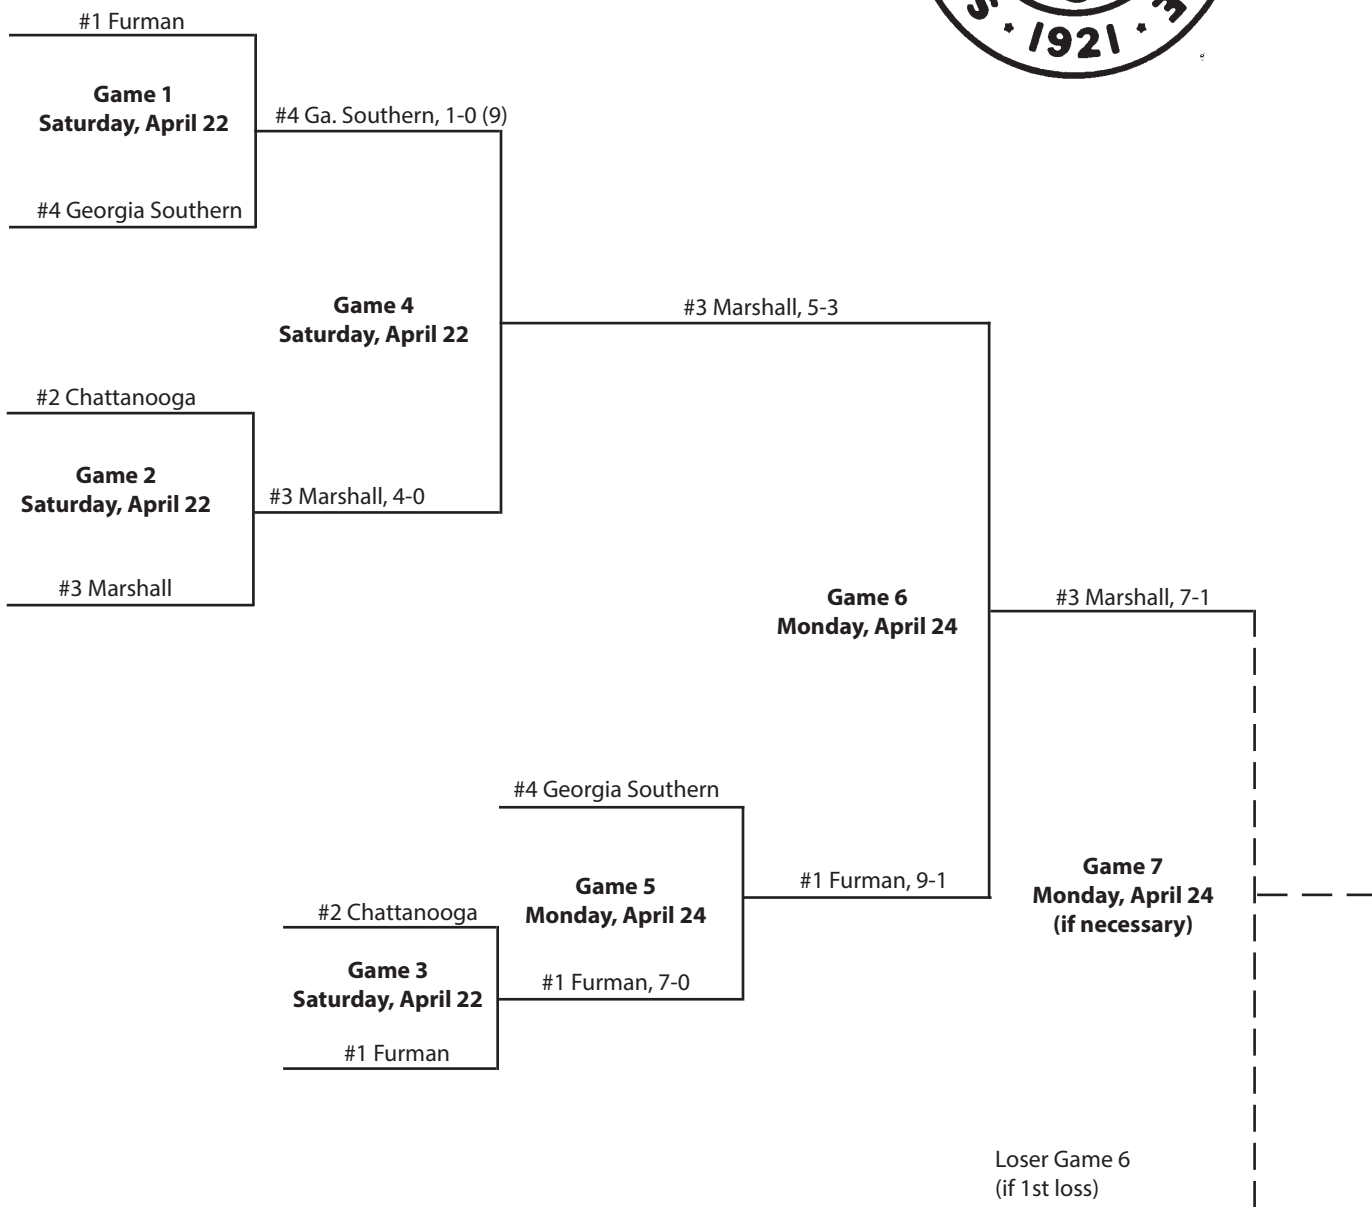 S · 1921 · E
#1 Furman
Game 1
Saturday, April 22
#4 Ga. Southern, 1-0 (9)
#4 Georgia Southern
Game 4
Saturday, April 22
#3 Marshall, 5-3
#2 Chattanooga
Game 2
Saturday, April 22
#3 Marshall, 4-0
#3 Marshall
Game 6
Monday, April 24
#3 Marshall, 7-1
#4 Georgia Southern
Game 5
Monday, April 24
#1 Furman, 9-1
#2 Chattanooga
Game 3
Saturday, April 22
#1 Furman, 7-0
#1 Furman
Game 7
Monday, April 24
(if necessary)
Loser Game 6
(if 1st loss)